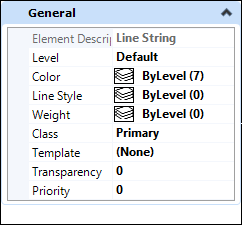 General
Element Descrip Line String
Level Default
Color ByLevel (7)
Line Style ByLevel (0)
Weight ByLevel (0)
Class Primary
Template (None)
Transparency 0
Priority 0